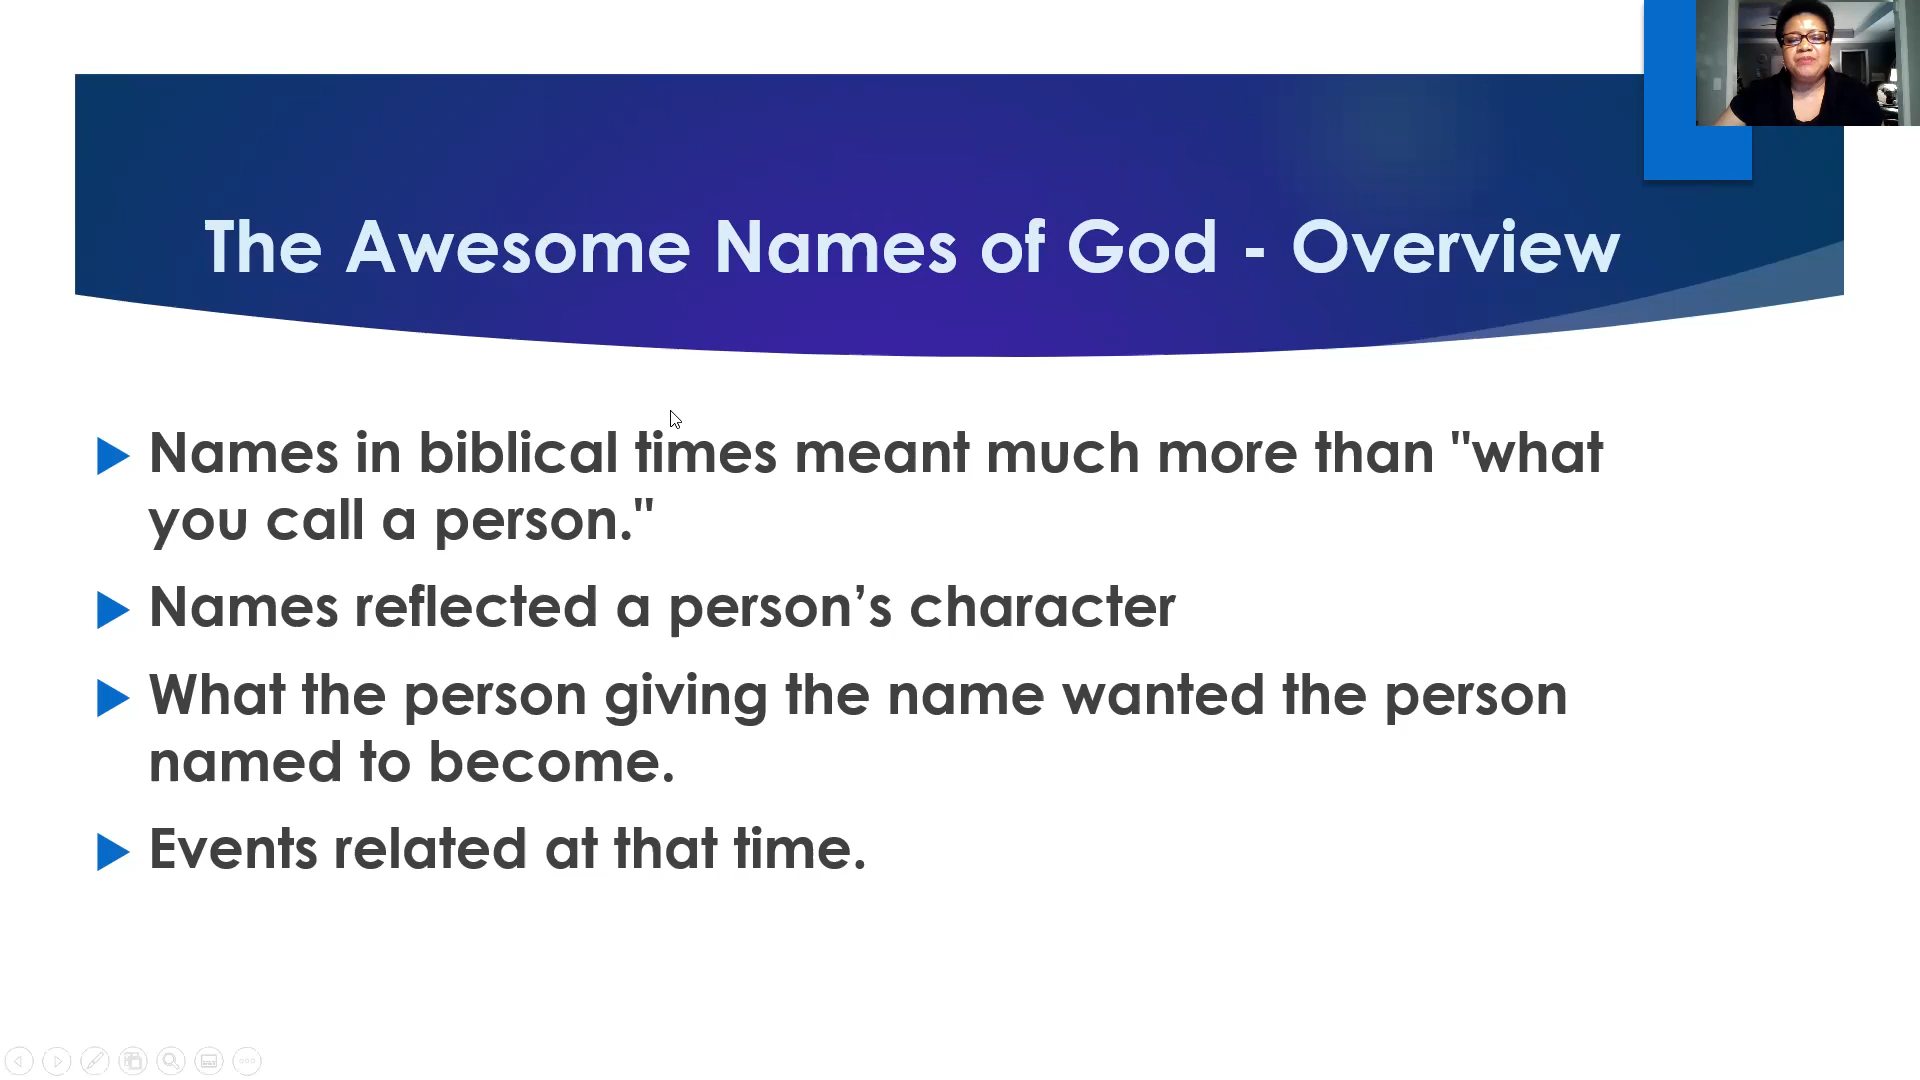 The Awesome Names of God - Overview
Names in biblical times meant much more than "what
you call a person."
Names reflected a person’s character
What the person giving the name wanted the person
named to become.
Events related at that time.